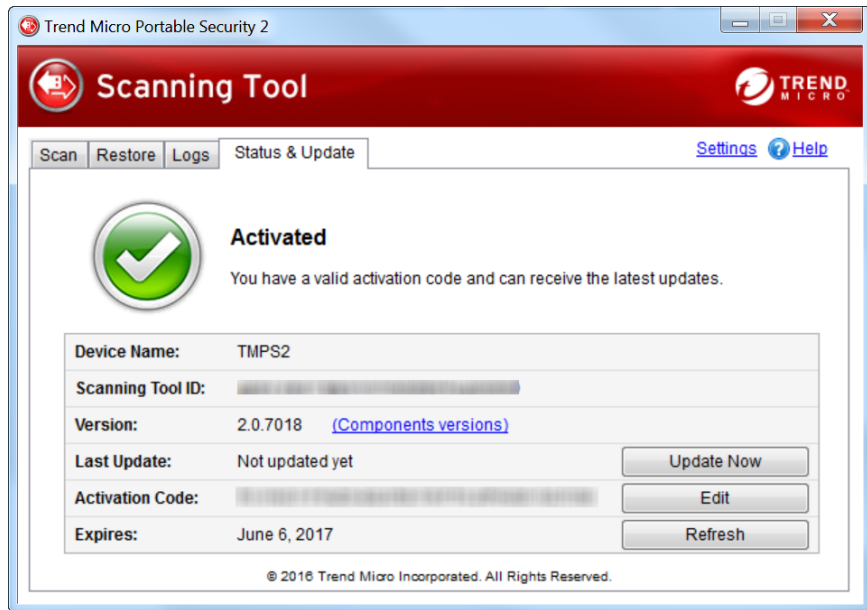 Trend Micro Portable Security 2
Scanning Tool
TREND
MICRO
Scan Restore Logs Status & Update Settings Help
Activated
You have a valid activation code and can receive the latest updates.
Device Name: TMPS2
Scanning Tool ID:
Version: 2.0.7018 (Components versions)
Last Update: Not updated yet Update Now
Activation Code: Edit
Expires: June 6, 2017 Refresh
© 2016 Trend Micro Incorporated. All Rights Reserved.